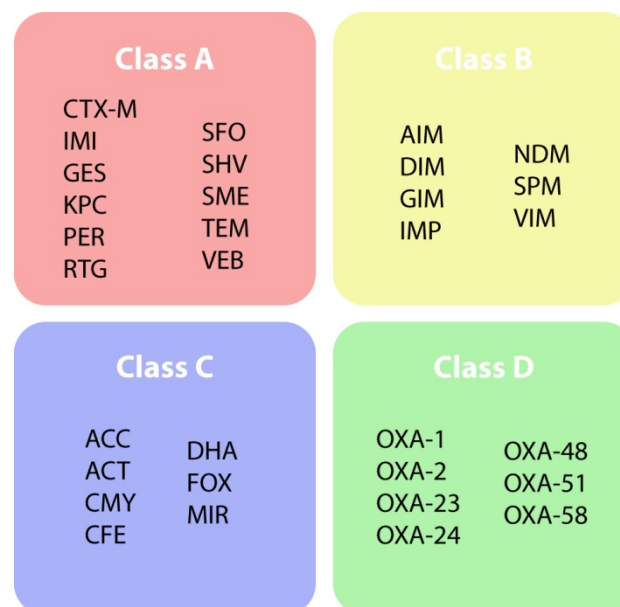 Class A
CTX-M
IMI
GES
KPC
PER
RTG
SFO
SHV
SME
TEM
VEB
Class B
AIM
DIM
GIM
IMP
NDM
SPM
VIM
Class C
ACC
ACT
CMY
CFE
DHA
FOX
MIR
Class D
OXA-1
OXA-2
OXA-23
OXA-24
OXA-48
OXA-51
OXA-58